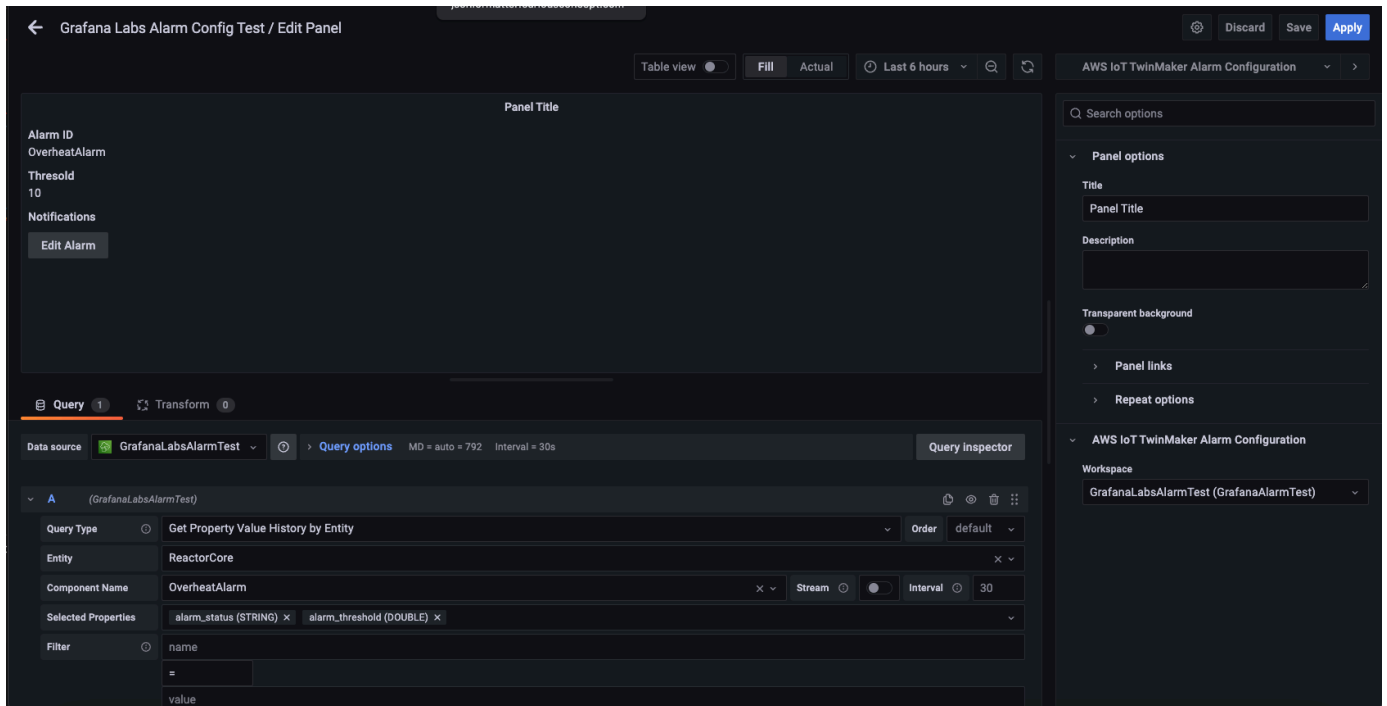 Grafana Labs Alarm Config Test / Edit Panel
Discard Save Apply
Table view Fill Actual Last 6 hours
AWS IoT TwinMaker Alarm Configuration
Panel Title
Alarm ID
OverheatAlarm
Thresold
10
Notifications
Edit Alarm
Query 1 Transform 0
Data source GrafanaLabsAlarmTest Query options MD = auto = 792 Interval = 30s Query inspector
A (GrafanaLabsAlarmTest)
Query Type Get Property Value History by Entity Order default
Entity ReactorCore
Component Name OverheatAlarm Stream Interval 30
Selected Properties alarm_status (STRING) alarm_threshold (DOUBLE)
Filter name
=
value
Search options
Panel options
Title
Panel Title
Description
Transparent background
Panel links
Repeat options
AWS IoT TwinMaker Alarm Configuration
Workspace
GrafanaLabsAlarmTest (GrafanaAlarmTest)